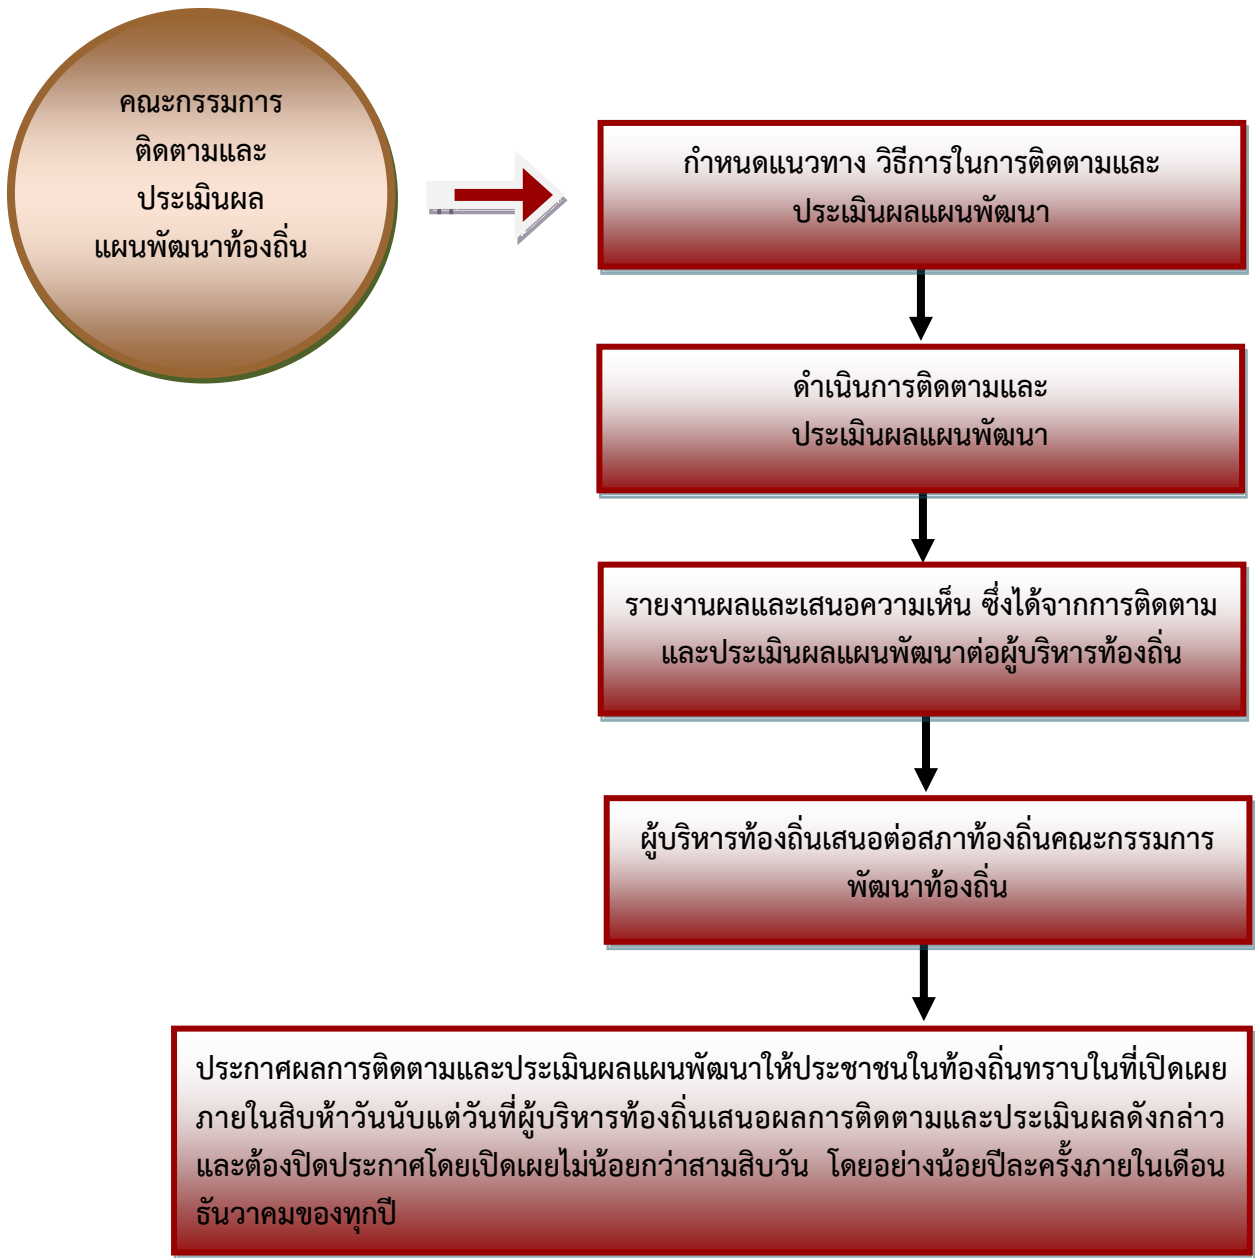 คณะกรรมการ
ติดตามและ
ประเมินผล
แผนพัฒนาท้องถิ่น
กำหนดแนวทาง วิธีการในการติดตามและ
ประเมินผลแผนพัฒนา
ดำเนินการติดตามและ
ประเมินผลแผนพัฒนา
รายงานผลและเสนอความเห็น ซึ่งได้จากการติดตาม
และประเมินผลแผนพัฒนาต่อผู้บริหารท้องถิ่น
ผู้บริหารท้องถิ่นเสนอต่อสภาท้องถิ่นคณะกรรมการ
พัฒนาท้องถิ่น
ประกาศผลการติดตามและประเมินผลแผนพัฒนาให้ประชาชนในท้องถิ่นทราบในที่เปิดเผย
ภายในสิบห้าวันนับแต่วันที่ผู้บริหารท้องถิ่นเสนอผลการติดตามและประเมินผลดังกล่าว
และต้องปิดประกาศโดยเปิดเผยไม่น้อยกว่าสามสิบวัน โดยอย่างน้อยปีละครั้งภายในเดือน
ธันวาคมของทุกปี